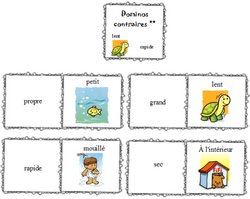 Dominos
contraires **
lent
rapide
petit
propre
lent
grand
mouillé
rapide
À l'intérieur
sec